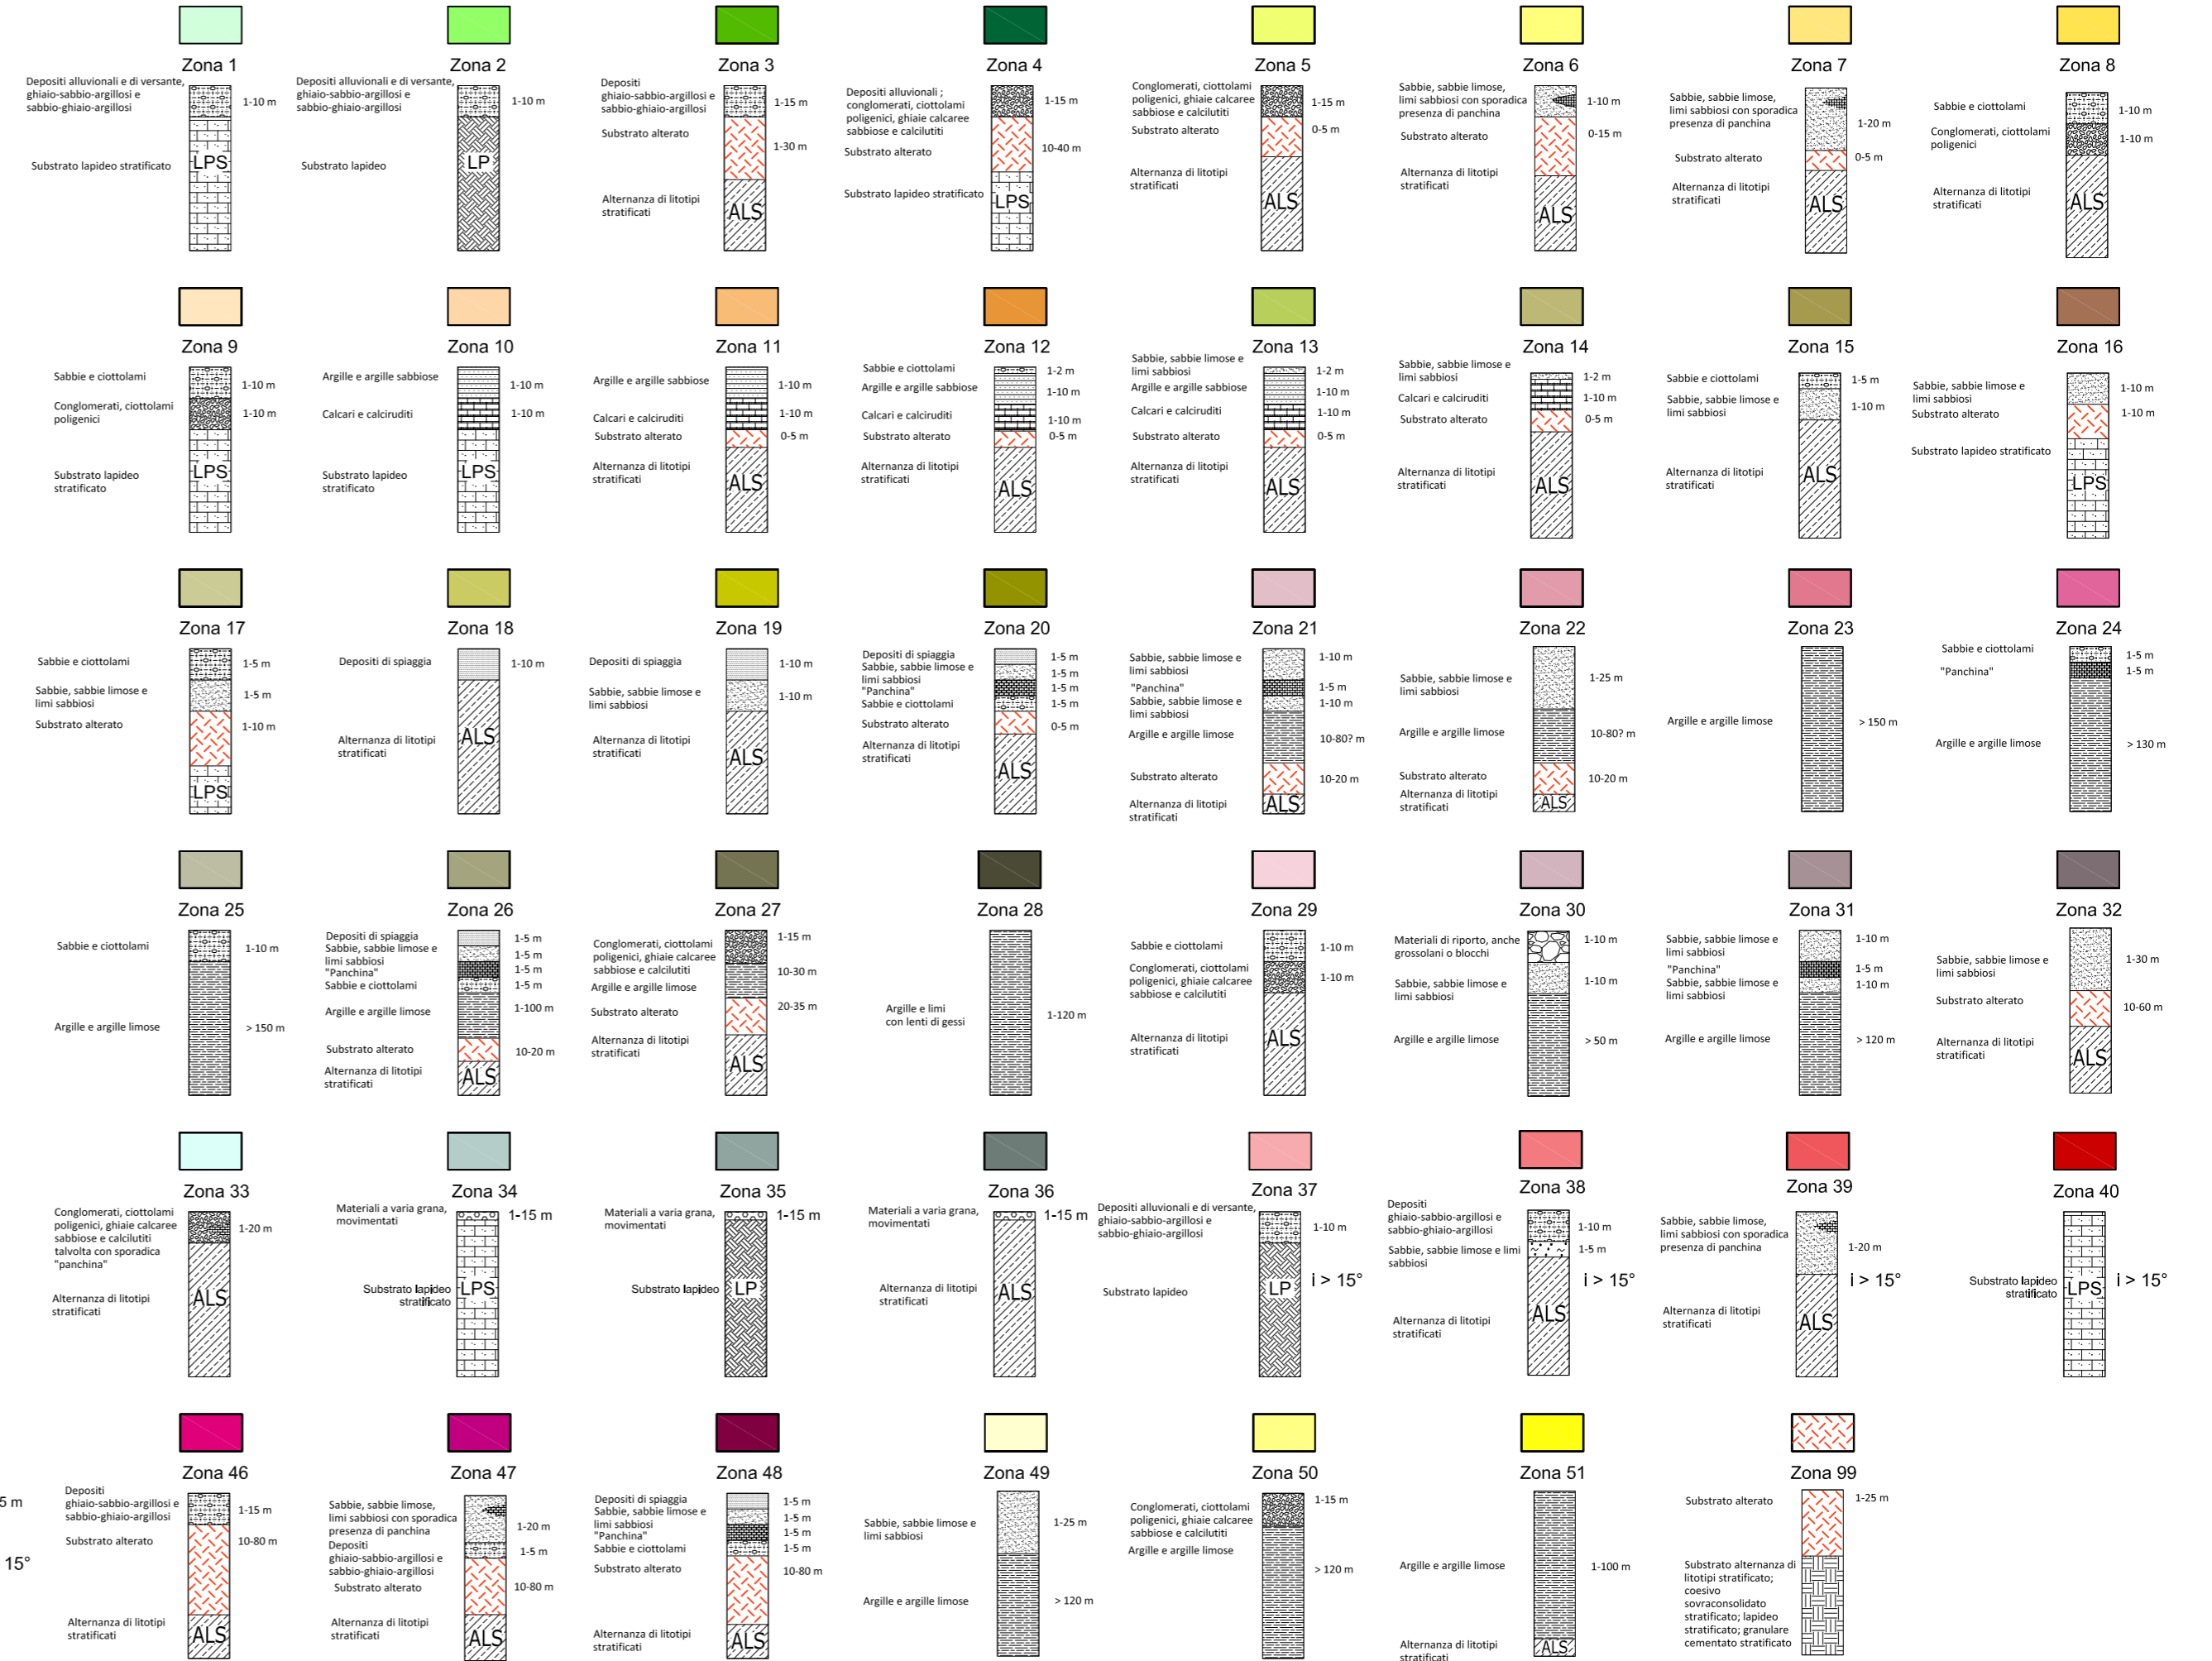 Zona 1
Depositi alluvionali e di versante,
ghiaio-sabbio-argillosi e
sabbio-ghiaio-argillosi
1-10 m
Substrato lapideo stratificato
LPS
Zona 2
Depositi alluvionali e di versante,
ghiaio-sabbio-argillosi e
sabbio-ghiaio-argillosi
1-10 m
Substrato lapideo
LP
Zona 3
Depositi
ghiaio-sabbio-argillosi e
sabbio-ghiaio-argillosi
1-15 m
Substrato alterato
1-30 m
Alternanza di litotipi
stratificati
ALS
Zona 4
Depositi alluvionali ;
conglomerati, ciottolami
poligenici, ghiaie calcaree
sabbiose e calcilutiti
1-15 m
Substrato alterato
10-40 m
Substrato lapideo stratificato
LPS
Zona 5
Conglomerati, ciottolami
poligenici, ghiaie calcaree
sabbiose e calcilutiti
1-15 m
Substrato alterato
0-5 m
Alternanza di litotipi
stratificati
ALS
Zona 6
Sabbie, sabbie limose,
limi sabbiosi con sporadica
presenza di panchina
1-10 m
Substrato alterato
0-15 m
Alternanza di litotipi
stratificati
ALS
Zona 7
Sabbie, sabbie limose,
limi sabbiosi con sporadica
presenza di panchina
1-20 m
Substrato alterato
0-5 m
Alternanza di litotipi
stratificati
ALS
Zona 8
Sabbie e ciottolami
1-10 m
Conglomerati, ciottolami
poligenici
1-10 m
Alternanza di litotipi
stratificati
ALS
Zona 9
Sabbie e ciottolami
1-10 m
Conglomerati, ciottolami
poligenici
1-10 m
Substrato lapideo
stratificato
LPS
Zona 10
Argille e argille sabbiose
1-10 m
Calcari e calciruditi
1-10 m
Substrato lapideo
stratificato
LPS
Zona 11
Argille e argille sabbiose
1-10 m
Calcari e calciruditi
1-10 m
Substrato alterato
0-5 m
Alternanza di litotipi
stratificati
ALS
Zona 12
Sabbie e ciottolami
1-2 m
Argille e argille sabbiose
1-10 m
Calcari e calciruditi
1-10 m
Substrato alterato
0-5 m
Alternanza di litotipi
stratificati
ALS
Zona 13
Sabbie, sabbie limose e
limi sabbiosi
1-2 m
Argille e argille sabbiose
1-10 m
Calcari e calciruditi
1-10 m
Substrato alterato
0-5 m
Alternanza di litotipi
stratificati
ALS
Zona 14
Sabbie, sabbie limose e
limi sabbiosi
1-2 m
Calcari e calciruditi
1-10 m
Substrato alterato
0-5 m
Alternanza di litotipi
stratificati
ALS
Zona 15
Sabbie e ciottolami
1-5 m
Sabbie, sabbie limose e
limi sabbiosi
1-10 m
Alternanza di litotipi
stratificati
ALS
Zona 16
Sabbie, sabbie limose e
limi sabbiosi
1-10 m
Substrato alterato
1-10 m
Substrato lapideo stratificato
LPS
Zona 17
Sabbie e ciottolami
1-5 m
Sabbie, sabbie limose e
limi sabbiosi
1-5 m
Substrato alterato
1-10 m
LPS
Zona 18
Depositi di spiaggia
1-10 m
Alternanza di litotipi
stratificati
ALS
Zona 19
Depositi di spiaggia
1-10 m
Sabbie, sabbie limose e
limi sabbiosi
1-10 m
Alternanza di litotipi
stratificati
ALS
Zona 20
Depositi di spiaggia
1-5 m
Sabbie, sabbie limose e
limi sabbiosi
1-5 m
"Panchina"
1-5 m
Sabbie e ciottolami
1-5 m
Substrato alterato
0-5 m
Alternanza di litotipi
stratificati
ALS
Zona 21
Sabbie, sabbie limose e
limi sabbiosi
1-10 m
"Panchina"
1-5 m
Sabbie, sabbie limose e
limi sabbiosi
1-10 m
Argille e argille limose
10-80? m
Substrato alterato
10-20 m
Alternanza di litotipi
stratificati
ALS
Zona 22
Sabbie, sabbie limose e
limi sabbiosi
1-25 m
Argille e argille limose
10-80? m
Substrato alterato
10-20 m
Alternanza di litotipi
stratificati
ALS
Zona 23
Argille e argille limose
> 150 m
Zona 24
Sabbie e ciottolami
1-5 m
"Panchina"
1-5 m
Argille e argille limose
> 130 m
Zona 25
Sabbie e ciottolami
1-10 m
Argille e argille limose
> 150 m
Zona 26
Depositi di spiaggia
1-5 m
Sabbie, sabbie limose e
limi sabbiosi
1-5 m
"Panchina"
1-5 m
Sabbie e ciottolami
1-5 m
Argille e argille limose
1-100 m
Substrato alterato
10-20 m
Alternanza di litotipi
stratificati
ALS
Zona 27
Conglomerati, ciottolami
poligenici, ghiaie calcaree
sabbiose e calcilutiti
1-15 m
Argille e argille limose
10-30 m
Substrato alterato
20-35 m
Alternanza di litotipi
stratificati
ALS
Zona 28
Argille e limi
con lenti di gessi
1-120 m
Zona 29
Sabbie e ciottolami
1-10 m
Conglomerati, ciottolami
poligenici, ghiaie calcaree
sabbiose e calcilutiti
1-10 m
Alternanza di litotipi
stratificati
ALS
Zona 30
Materiali di riporto, anche
grossolani o blocchi
1-10 m
Sabbie, sabbie limose e
limi sabbiosi
1-10 m
Argille e argille limose
> 50 m
Zona 31
Sabbie, sabbie limose e
limi sabbiosi
1-10 m
"Panchina"
1-5 m
Sabbie, sabbie limose e
limi sabbiosi
1-10 m
Argille e argille limose
> 120 m
Zona 32
Sabbie, sabbie limose e
limi sabbiosi
1-30 m
Substrato alterato
10-60 m
Alternanza di litotipi
stratificati
ALS
Zona 33
Conglomerati, ciottolami
poligenici, ghiaie calcaree
sabbiose e calcilutiti
talvolta con sporadica
"panchina"
1-20 m
Alternanza di litotipi
stratificati
ALS
Zona 34
Materiali a varia grana,
movimentati
1-15 m
Substrato lapideo
stratificato
LPS
Zona 35
Materiali a varia grana,
movimentati
1-15 m
Substrato lapideo
LP
Zona 36
Materiali a varia grana,
movimentati
1-15 m
Alternanza di litotipi
stratificati
ALS
Zona 37
Depositi alluvionali e di versante,
ghiaio-sabbio-argillosi e
sabbio-ghiaio-argillosi
1-10 m
Substrato lapideo
LP
i > 15°
Zona 38
Depositi
ghiaio-sabbio-argillosi e
sabbio-ghiaio-argillosi
1-10 m
Sabbie, sabbie limose e limi
sabbiosi
1-5 m
i > 15°
Alternanza di litotipi
stratificati
ALS
Zona 39
Sabbie, sabbie limose,
limi sabbiosi con sporadica
presenza di panchina
1-20 m
i > 15°
Alternanza di litotipi
stratificati
ALS
Zona 40
Substrato lapideo
stratificato
LPS
i > 15°
5 m
15°
Zona 46
Depositi
ghiaio-sabbio-argillosi e
sabbio-ghiaio-argillosi
1-15 m
Substrato alterato
10-80 m
Alternanza di litotipi
stratificati
ALS
Zona 47
Sabbie, sabbie limose,
limi sabbiosi con sporadica
presenza di panchina
1-20 m
Depositi
ghiaio-sabbio-argillosi e
sabbio-ghiaio-argillosi
1-5 m
Substrato alterato
10-80 m
Alternanza di litotipi
stratificati
ALS
Zona 48
Depositi di spiaggia
1-5 m
Sabbie, sabbie limose e
limi sabbiosi
1-5 m
"Panchina"
1-5 m
Sabbie e ciottolami
1-5 m
Substrato alterato
10-80 m
Alternanza di litotipi
stratificati
ALS
Zona 49
Sabbie, sabbie limose e
limi sabbiosi
1-25 m
Argille e argille limose
> 120 m
Zona 50
Conglomerati, ciottolami
poligenici, ghiaie calcaree
sabbiose e calcilutiti
1-15 m
Argille e argille limose
> 120 m
Zona 51
Argille e argille limose
1-100 m
Alternanza di litotipi
stratificati
ALS
Zona 99
Substrato alterato
1-25 m
Substrato alternanza di
litotipi stratificato;
coesivo
sovraconsolidato
stratificato; lapideo
stratificato; granulare
cementato stratificato